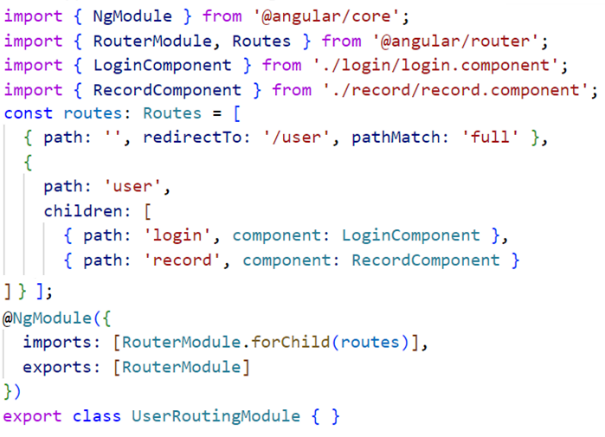 import { NgModule } from '@angular/core';
import { RouterModule, Routes } from '@angular/router';
import { LoginComponent } from './login/login.component';
import { RecordComponent } from './record/record.component';
const routes: Routes = [
  { path: '', redirectTo: '/user', pathMatch: 'full' },
  {
    path: 'user',
    children: [
      { path: 'login', component: LoginComponent },
      { path: 'record', component: RecordComponent }
] } ];
@NgModule({
  imports: [RouterModule.forChild(routes)],
  exports: [RouterModule]
})
export class UserRoutingModule { }